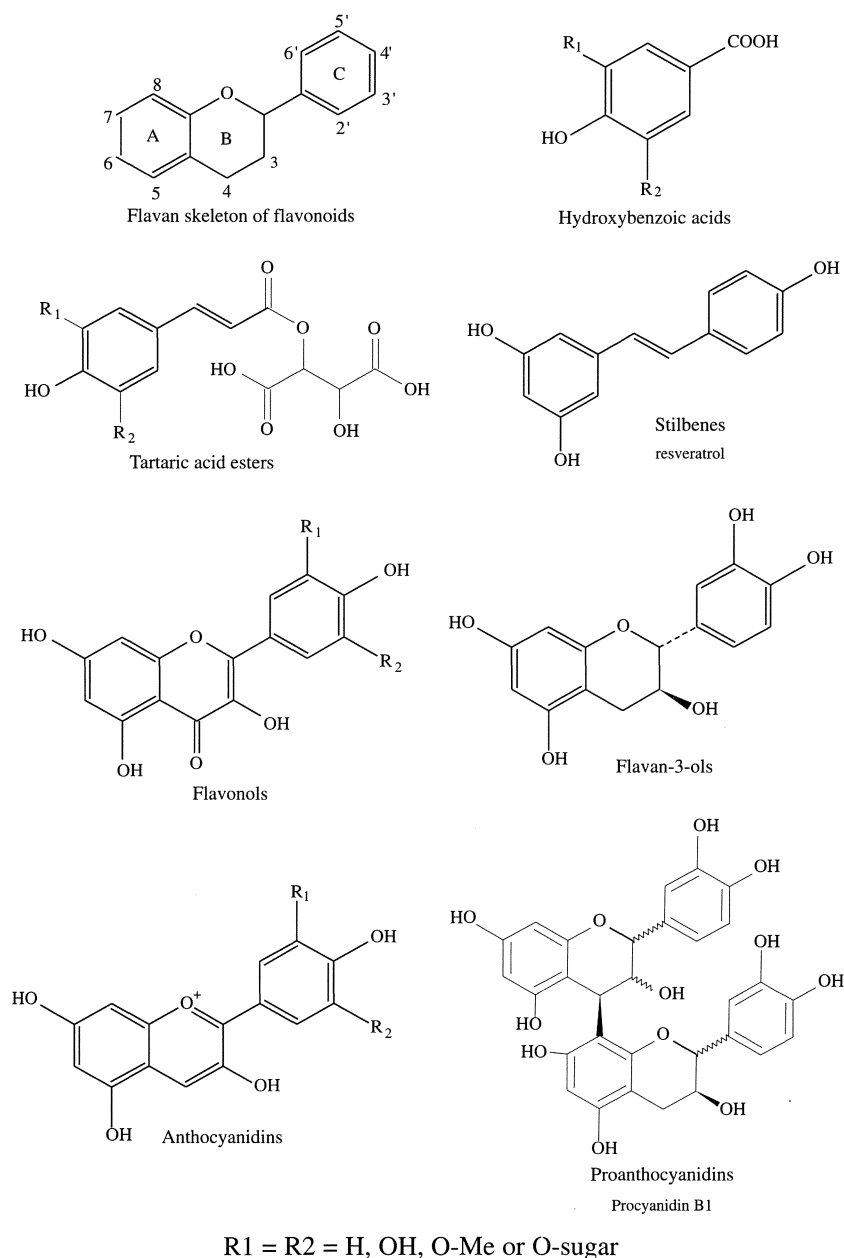 5'
6'
4'
C
8
O
3'
7
2'
A
B
6
3
5
4
Flavan skeleton of flavonoids
R1
COOH
HO
R2
Hydroxybenzoic acids
O
R1
O
O
HO
OH
HO
O
OH
R2
Tartaric acid esters
OH
HO
OH
Stilbenes
resveratrol
R1
OH
HO
O
R2
OH
OH
O
Flavonols
OH
OH
HO
O
OH
OH
Flavan-3-ols
R1
OH
HO
O+
R2
OH
OH
Anthocyanidins
OH
OH
HO
O
OH
OH
OH
HO
O
HO
OH
OH
Proanthocyanidins
Procyanidin B1
R1 = R2 = H, OH, O-Me or O-sugar